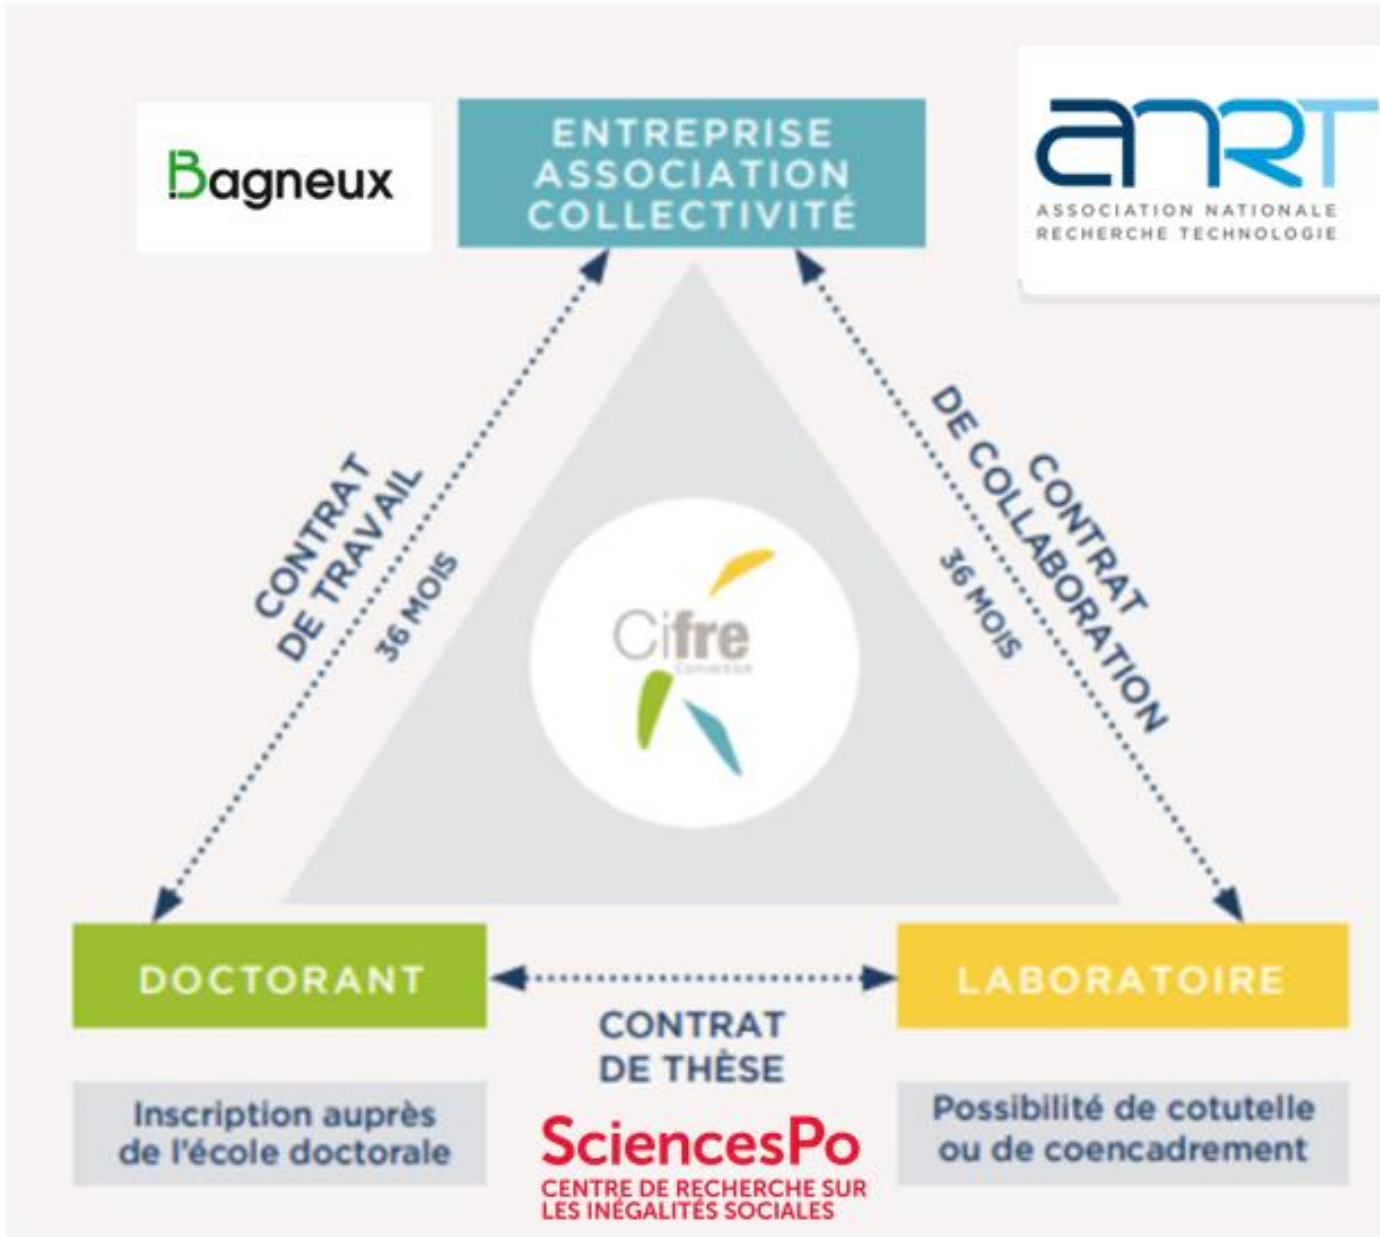 Bagneux
ENTREPRISE
ASSOCIATION
COLLECTIVITÉ
aNRT
ASSOCIATION NATIONALE
RECHERCHE TECHNOLOGIE
CONTRAT
DE TRAVAIL
36 MOIS
CONTRAT
DE COLLABORATION
36 MOIS
Cifre
DOCTORANT
LABORATOIRE
CONTRAT
DE THÈSE
Inscription auprès
de l'école doctorale
Possibilité de cotutelle
ou de coencadrement
SciencesPo
CENTRE DE RECHERCHE SUR
LES INÉGALITÉS SOCIALES